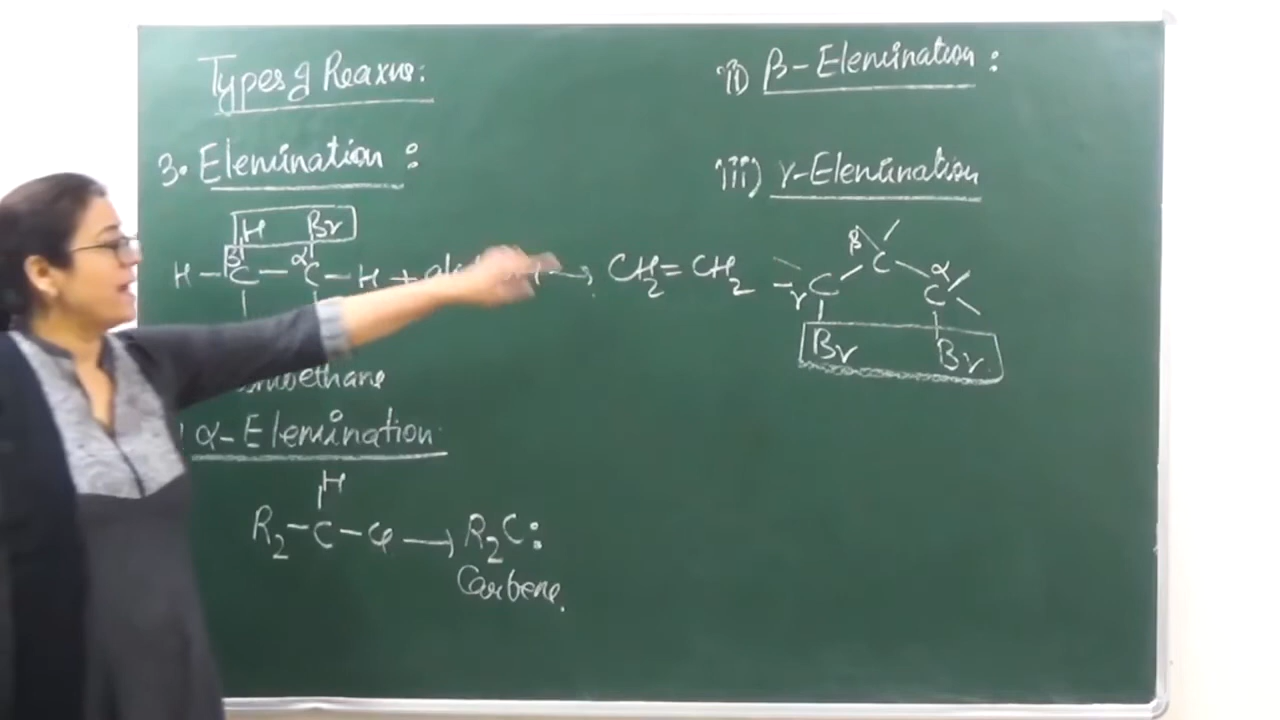 Types of Reaxns:
3. Elemination :
H Br
β α
H - C - C - H + → CH2 = CH2
α - Elemination
H
R2 - C - Cl → R2C:
Carbene.
ii) β - Elemination :
iii) γ - Elemination
β
C α
C C
γ
Br Br